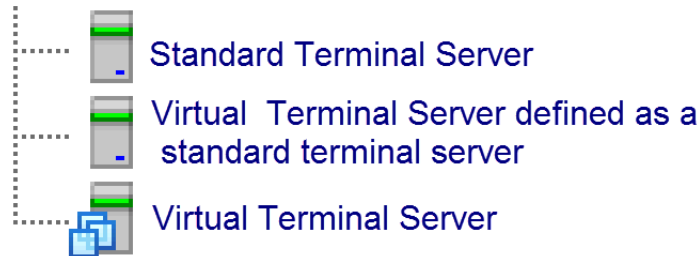 Standard Terminal Server
Virtual Terminal Server defined as a
standard terminal server
Virtual Terminal Server